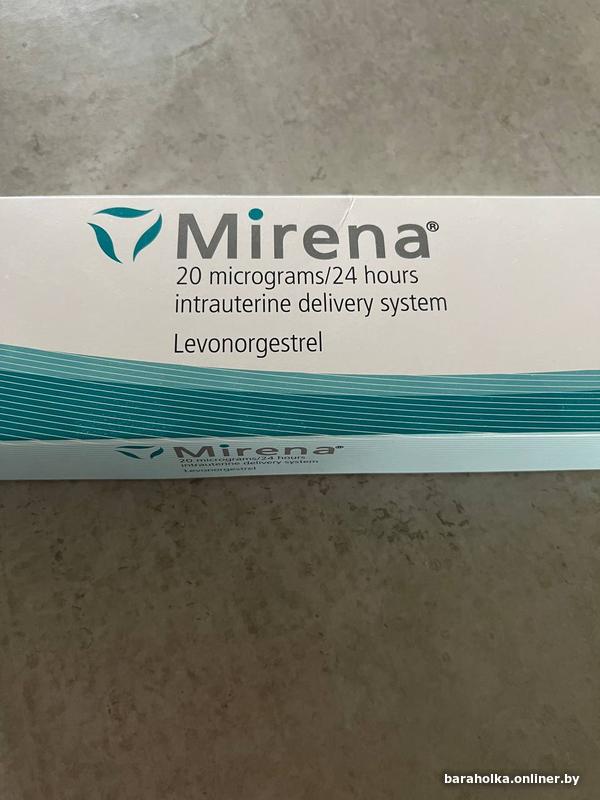 Mirena®
20 micrograms/24 hours
intrauterine delivery system
Levonorgestrel
Mirena®
20 micrograms/24 hours
intrauterine delivery system
Levonorgestrel
baraholka.onliner.by